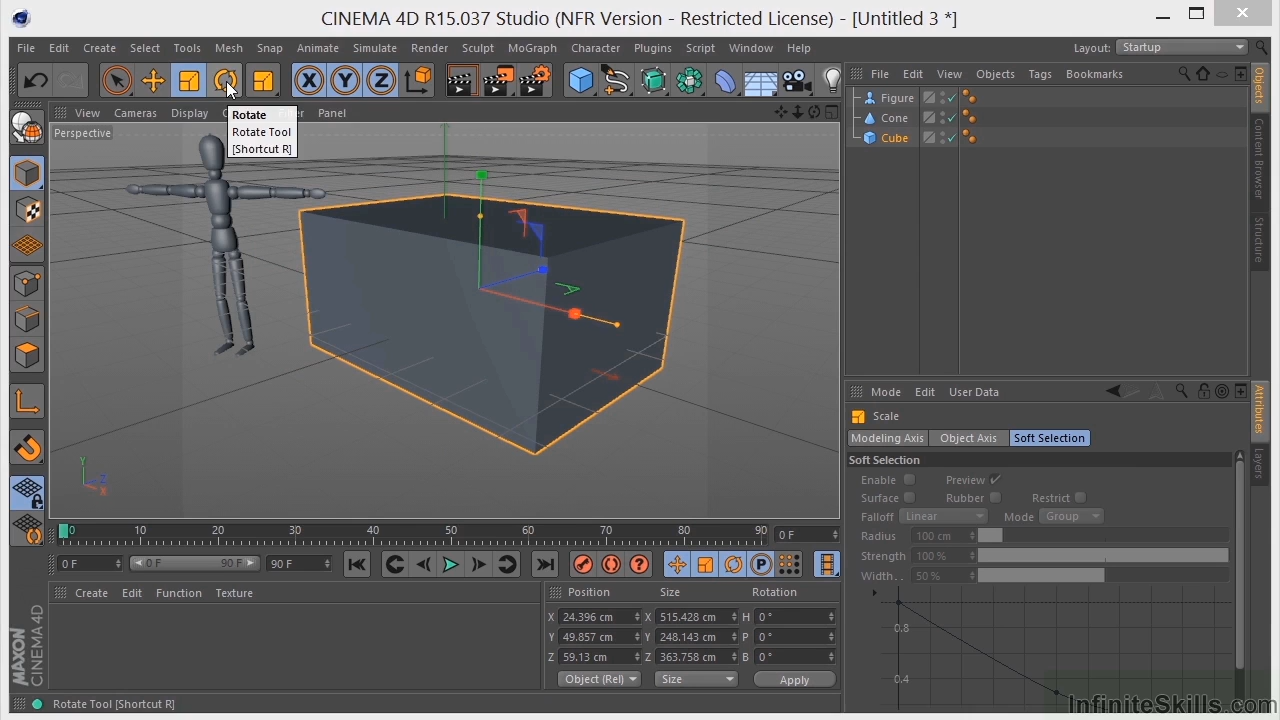 CINEMA 4D R15.037 Studio (NFR Version - Restricted License) - [Untitled 3 *]
File Edit Create Select Tools Mesh Snap Animate Simulate Render Sculpt MoGraph Character Plugins Script Window Help
Layout: Startup
X Y Z
File Edit View Objects Tags Bookmarks
Objects
Content Browser
Structure
View Cameras Display Panel
Rotate
Rotate Tool
[Shortcut R]
Perspective
Figure
Cone
Cube
Y
Z
X
Mode Edit User Data
Attributes
Layers
Scale
Modeling Axis Object Axis Soft Selection
Soft Selection
Enable Preview
Surface Rubber Restrict
Falloff Linear Mode Group
Radius 100 cm
Strength 100 %
Width . . 50 %
0.8
0.4
0 10 20 30 40 50 60 70 80 90
0 F
0 F 0 F 90 F 90 F
P
Create Edit Function Texture
Position Size Rotation
X 24.396 cm X 515.428 cm H 0 °
Y 49.857 cm Y 248.143 cm P 0 °
Z 59.13 cm Z 363.758 cm B 0 °
Object (Rel) Size Apply
MAXON
CINEMA 4D
Rotate Tool [Shortcut R]
InfiniteSkills.com